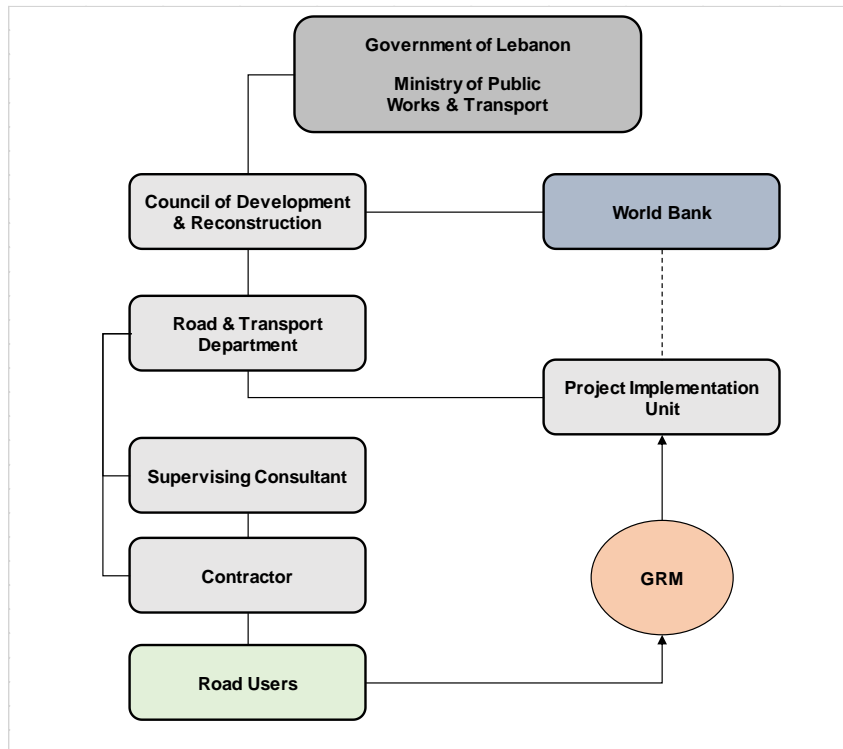 Government of Lebanon
Ministry of Public
Works & Transport
Council of Development
& Reconstruction
World Bank
Road & Transport
Department
Project Implementation
Unit
Supervising Consultant
Contractor
GRM
Road Users